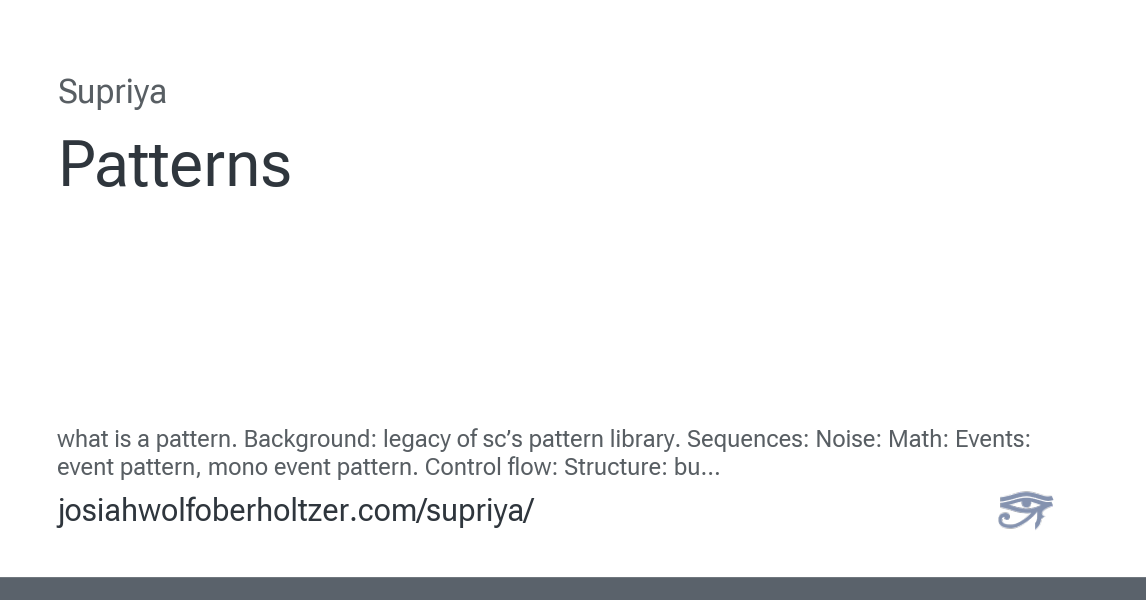 Supriya
Patterns
what is a pattern. Background: legacy of sc’s pattern library. Sequences: Noise: Math: Events:
event pattern, mono event pattern. Control flow: Structure: bu...
josiahwolfoberholtzer.com/supriya/